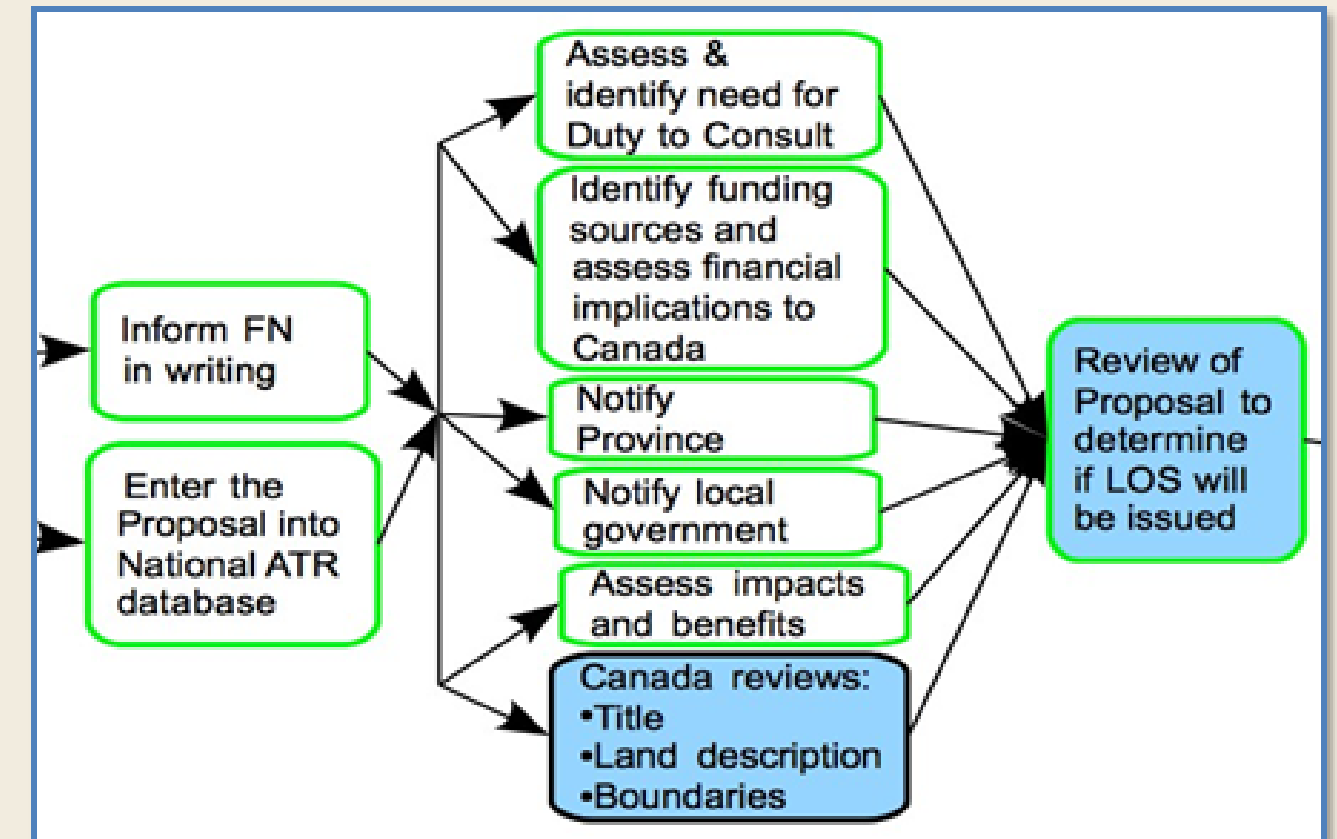 Assess &
identify need for
Duty to Consult
Identify funding
sources and
assess financial
implications to
Canada
Inform FN
in writing
Notify
Province
Review of
Proposal to
determine
if LOS will
be issued
Enter the
Proposal into
National ATR
database
Notify local
government
Assess impacts
and benefits
Canada reviews:
•Title
•Land description
•Boundaries